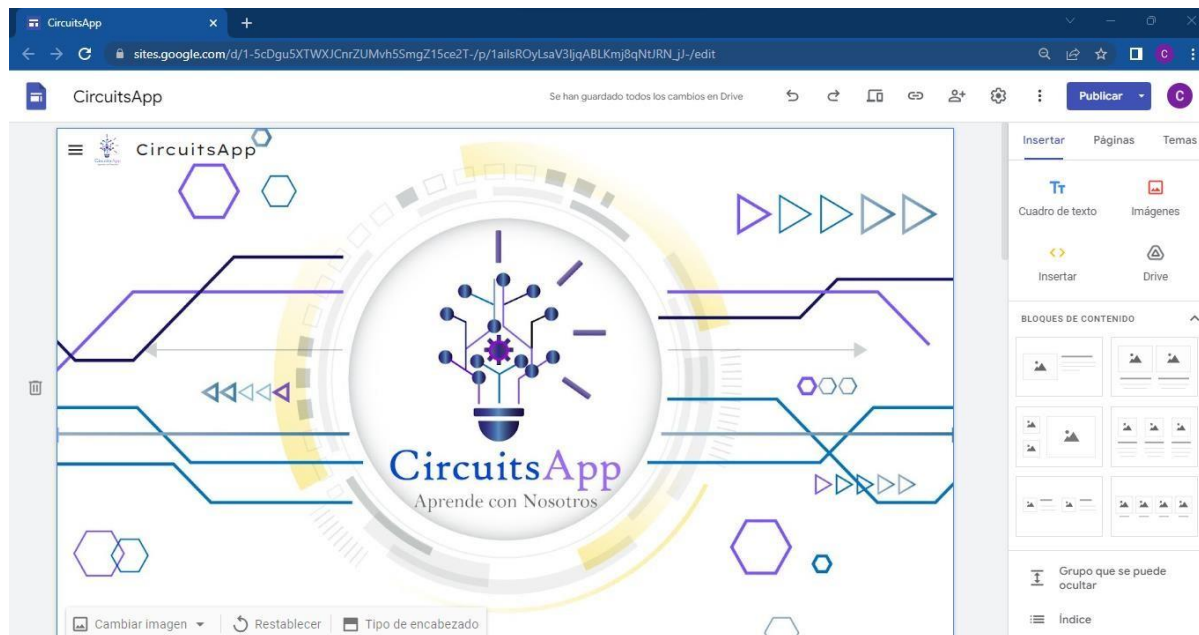 CircuitsApp
sites.google.com/d/1-5cDgu5XTWXJCnrZUMvh5SmgZ15ce2T-/p/1ailsROyLsaV3IjqABLKmj8qNtJRN_jJ-/edit
C
CircuitsApp
Se han guardado todos los cambios en Drive
Publicar
C
CircuitsApp
CircuitsApp
Aprende con Nosotros
Cambiar imagen
Restablecer
Tipo de encabezado
Insertar Páginas Temas
Cuadro de texto Imágenes
Insertar Drive
BLOQUES DE CONTENIDO
Grupo que se puede
ocultar
Índice